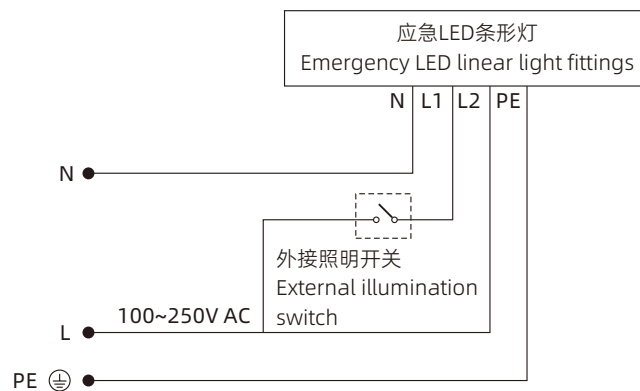 应急LED条形灯
Emergency LED linear light fittings
N L1 L2 PE
N
外接照明开关
External illumination
switch
100~250V AC
L
PE